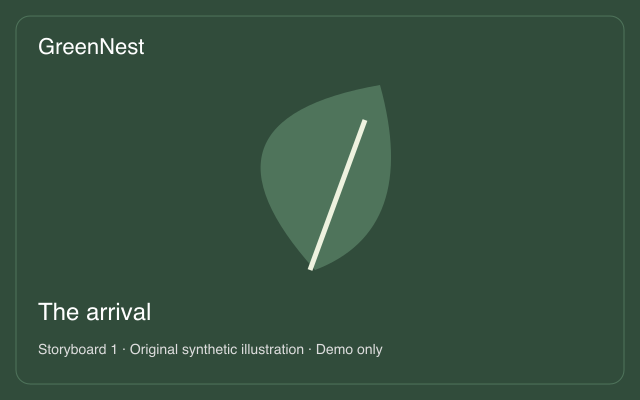 GreenNest
The arrival
Storyboard 1 · Original synthetic illustration · Demo only